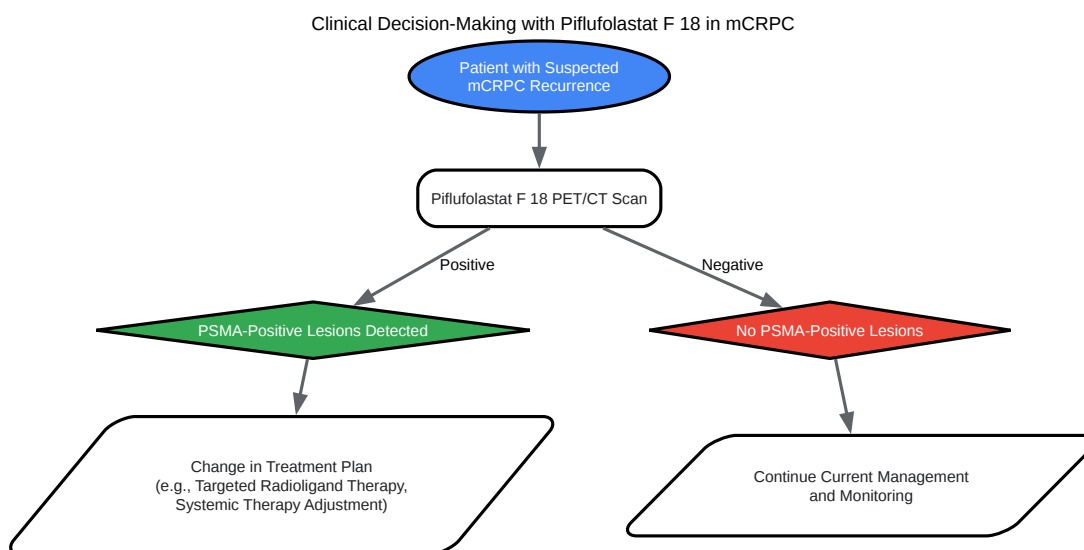 Clinical Decision-Making with Piflufolastat F 18 in mCRPC
Patient with Suspected
mCRPC Recurrence
Piflufolastat F 18 PET/CT Scan
Positive
Negative
PSMA-Positive Lesions Detected
No PSMA-Positive Lesions
Change in Treatment Plan
(e.g., Targeted Radioligand Therapy,
Systemic Therapy Adjustment)
Continue Current Management
and Monitoring